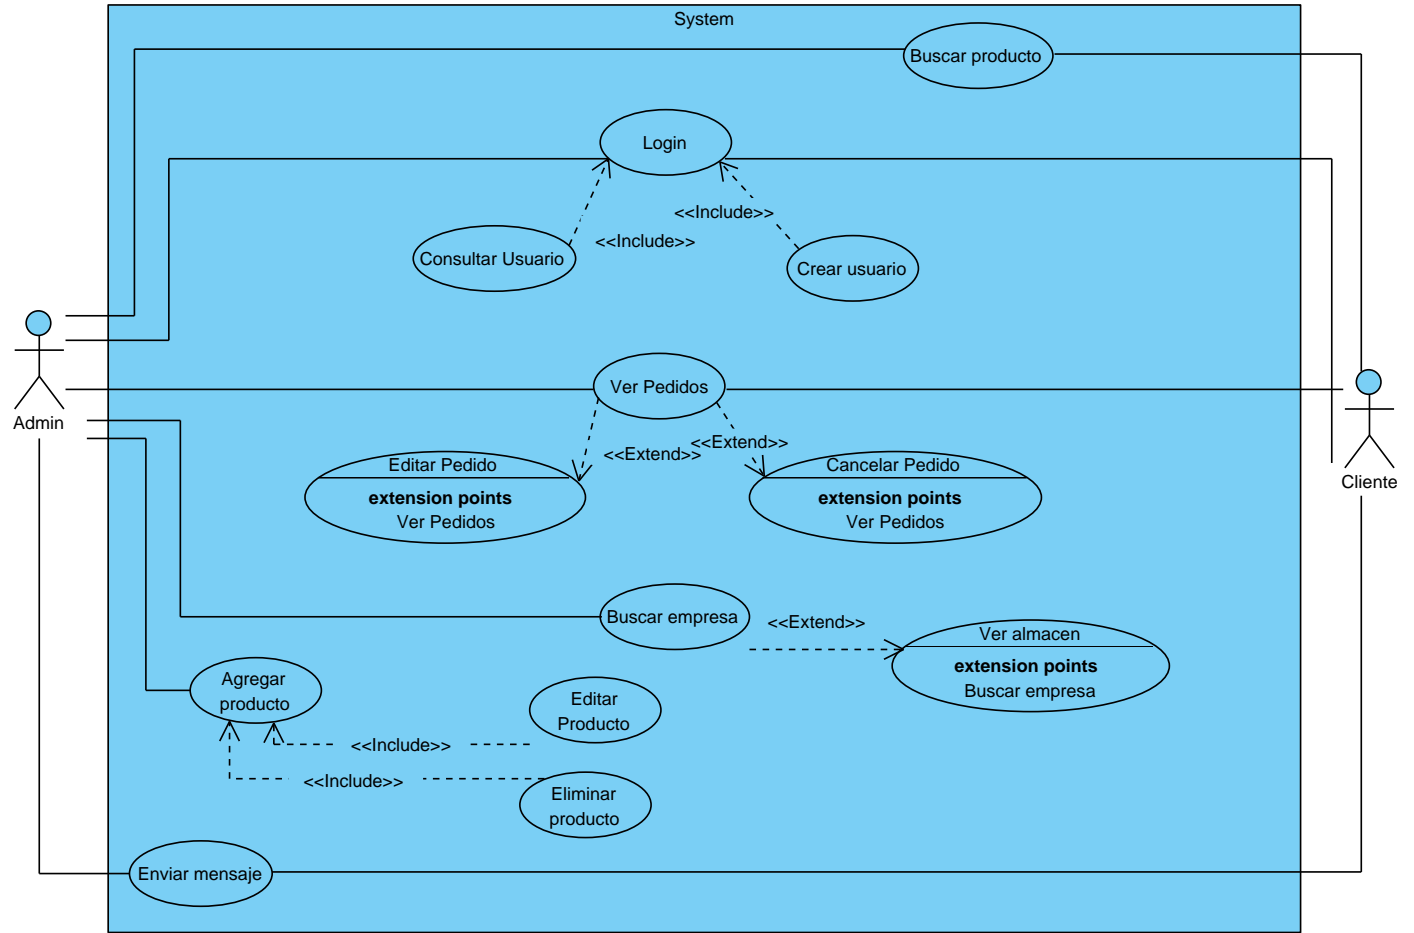 System
Buscar producto
Login
<<Include>>
<<Include>>
Consultar Usuario
Crear usuario
Admin
Ver Pedidos
Cliente
<<Extend>>
<<Extend>>
Editar Pedido
extension points
Ver Pedidos
Cancelar Pedido
extension points
Ver Pedidos
Buscar empresa
<<Extend>>
Ver almacen
extension points
Buscar empresa
Agregar
producto
Editar
Producto
<<Include>>
<<Include>>
Eliminar
producto
Enviar mensaje